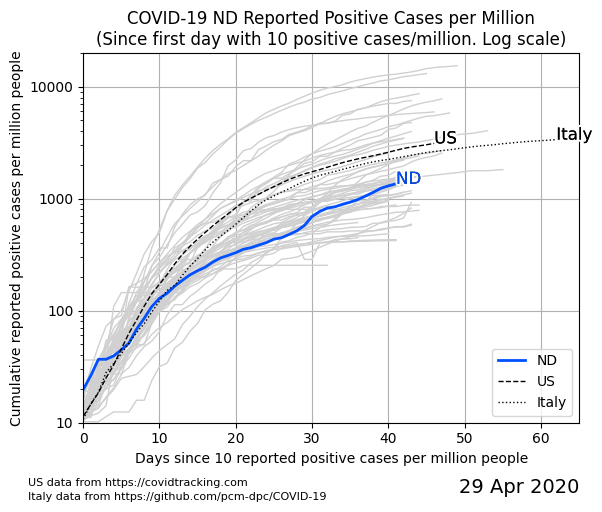 COVID-19 ND Reported Positive Cases per Million
(Since first day with 10 positive cases/million. Log scale)
Cumulative reported positive cases per million people
10000
1000
100
10
US
Italy
ND
ND
US
Italy
0 10 20 30 40 50 60
Days since 10 reported positive cases per million people
US data from https://covidtracking.com
Italy data from https://github.com/pcm-dpc/COVID-19
29 Apr 2020